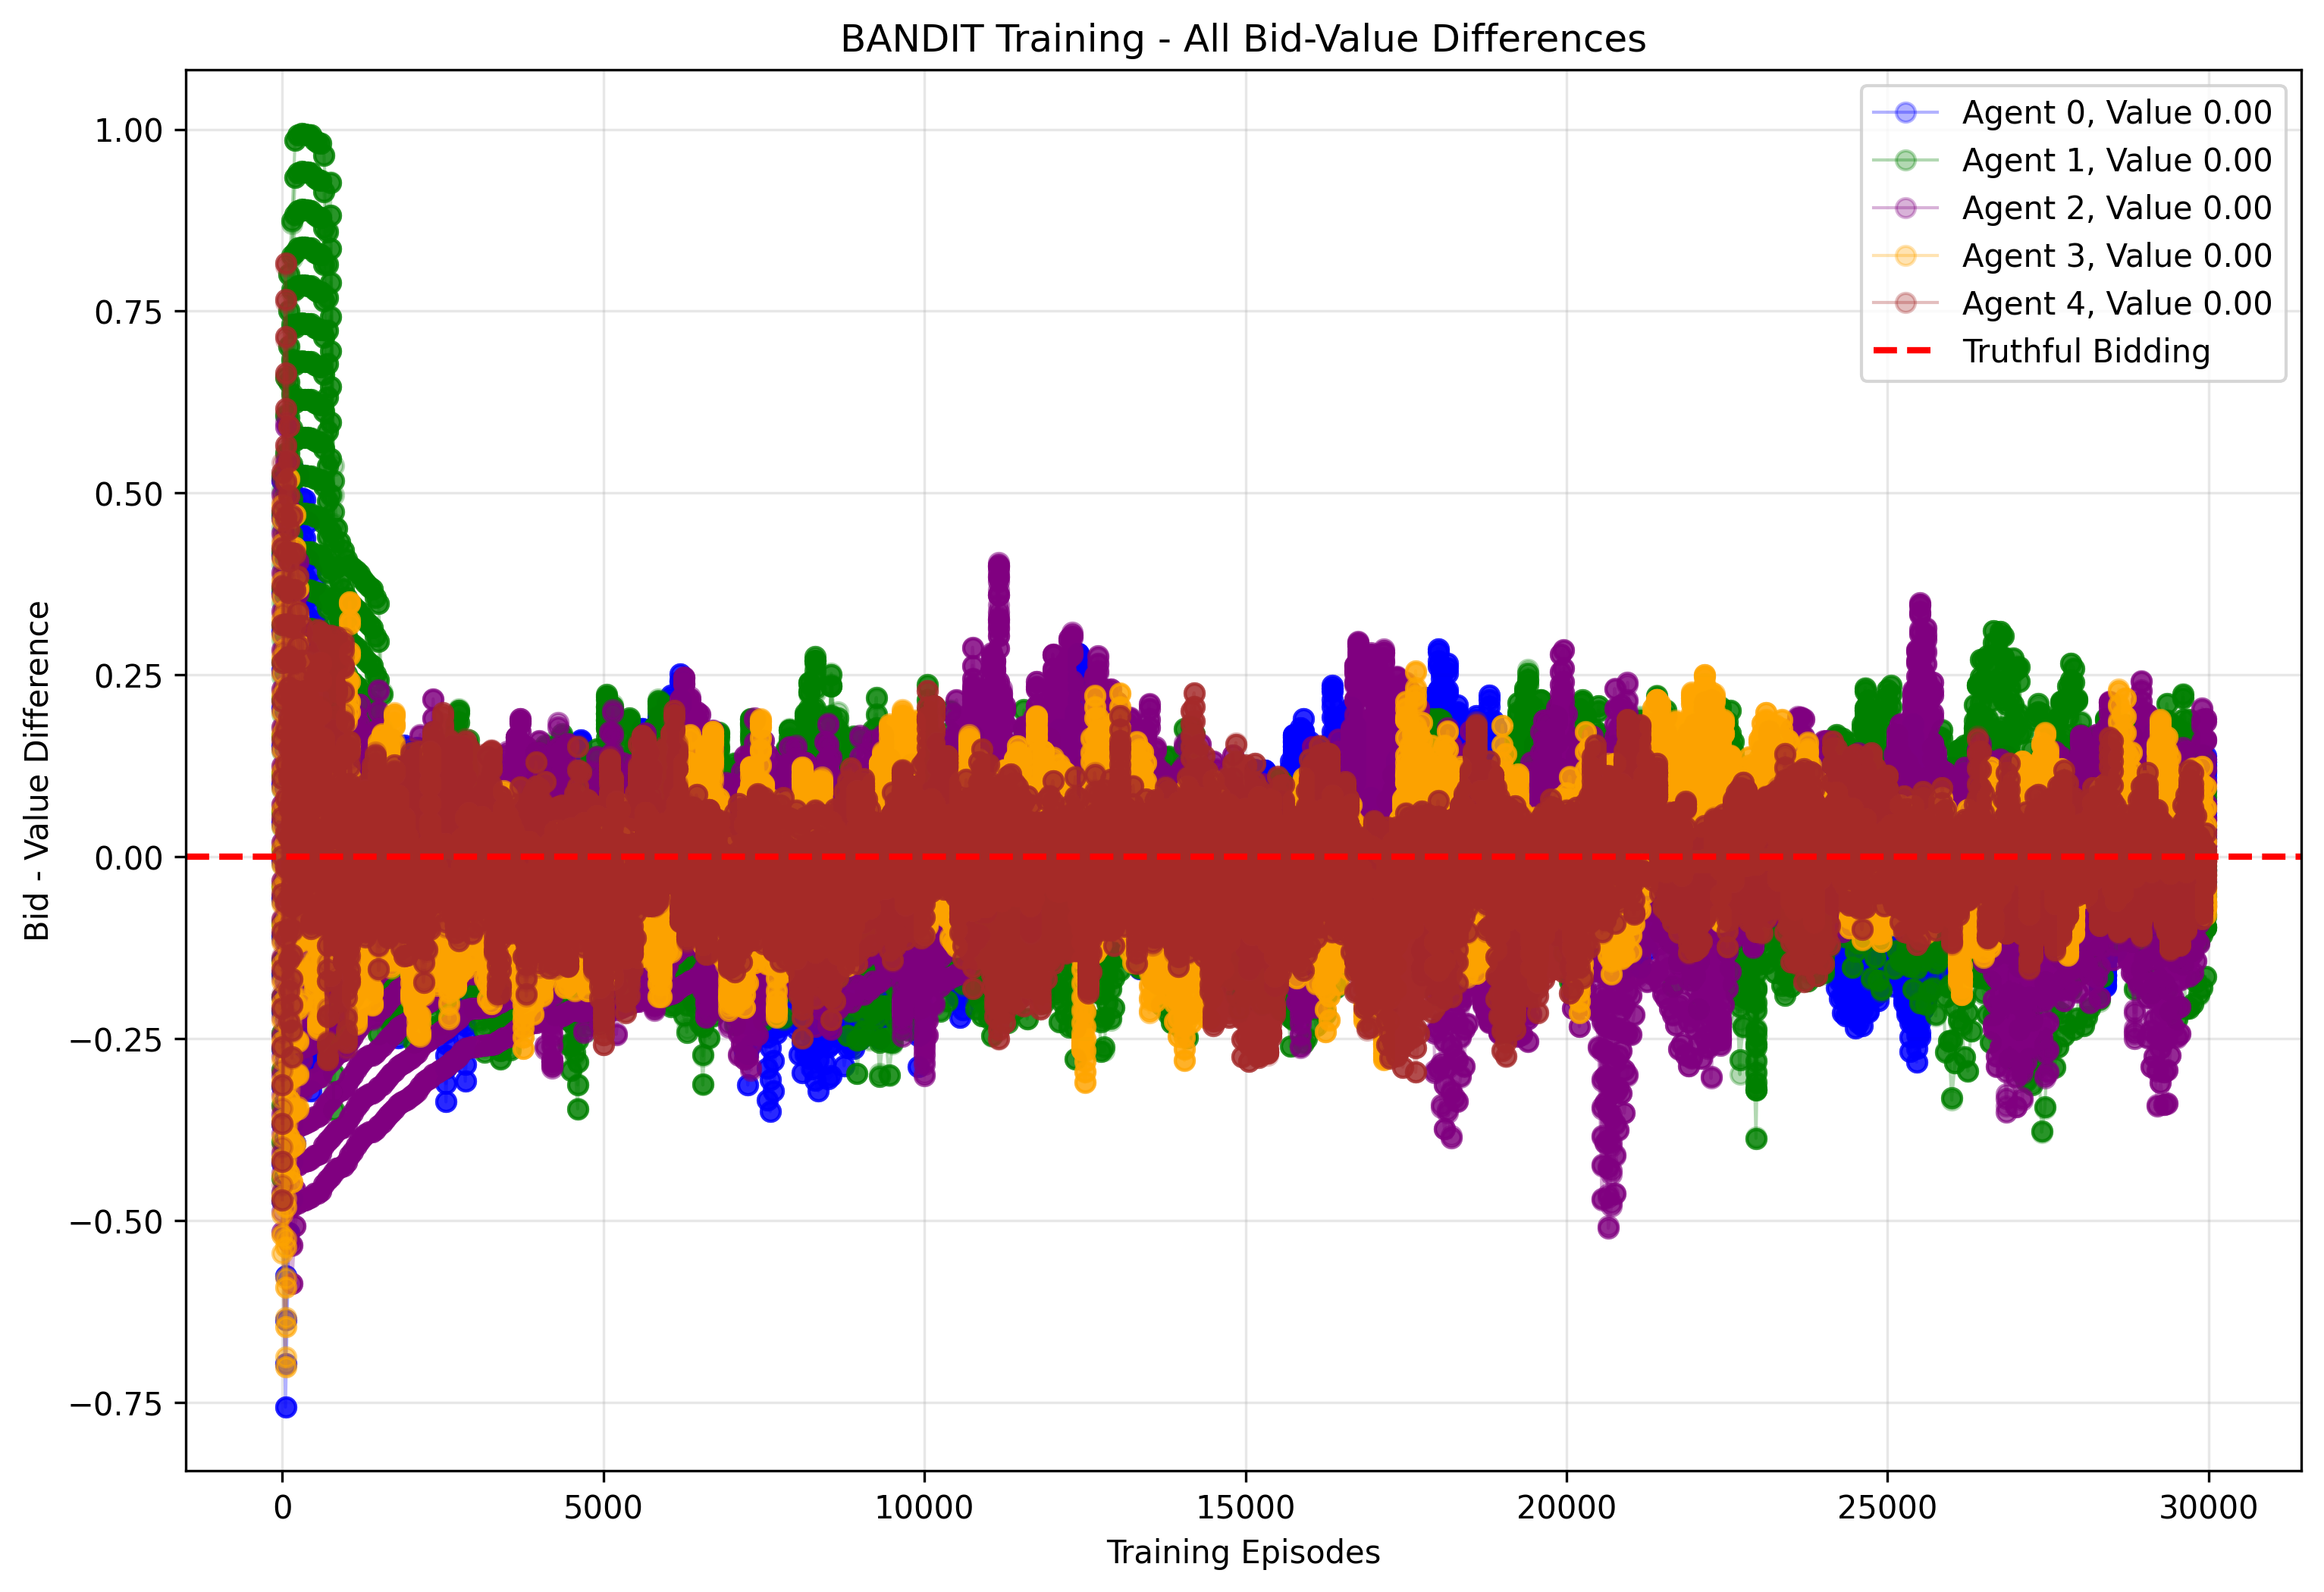 BANDIT Training - All Bid-Value Differences
Agent 0, Value 0.00
Agent 1, Value 0.00
Agent 2, Value 0.00
Agent 3, Value 0.00
Agent 4, Value 0.00
Truthful Bidding
Bid - Value Difference
1.00
0.75
0.50
0.25
0.00
−0.25
−0.50
−0.75
0 5000 10000 15000 20000 25000 30000
Training Episodes